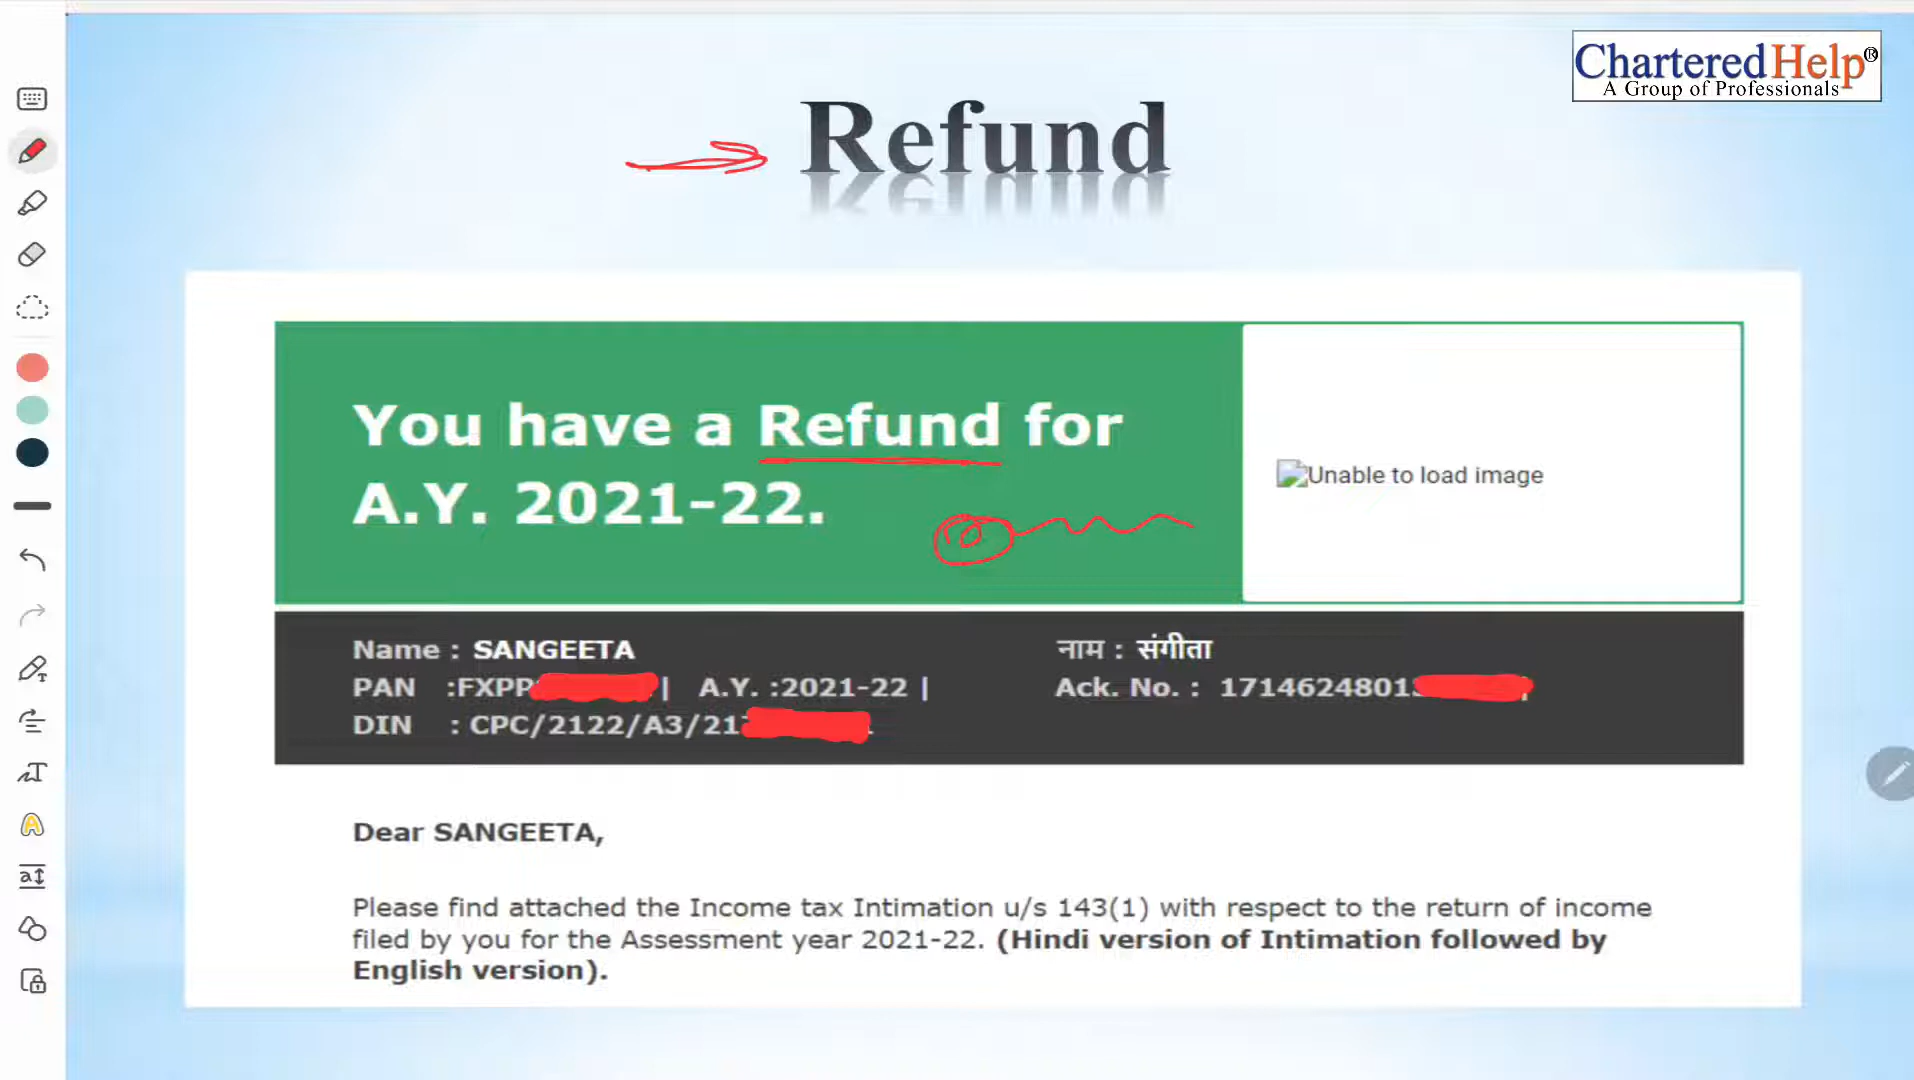 CharteredHelp®
A Group of Professionals
Refund
You have a Refund for
A.Y. 2021-22.
Unable to load image
Name : SANGEETA
नाम : संगीता
PAN :FXPP | A.Y. :2021-22 |
Ack. No. : 1714624801
DIN : CPC/2122/A3/21
Dear SANGEETA,
Please find attached the Income tax Intimation u/s 143(1) with respect to the return of income
filed by you for the Assessment year 2021-22. (Hindi version of Intimation followed by
English version).